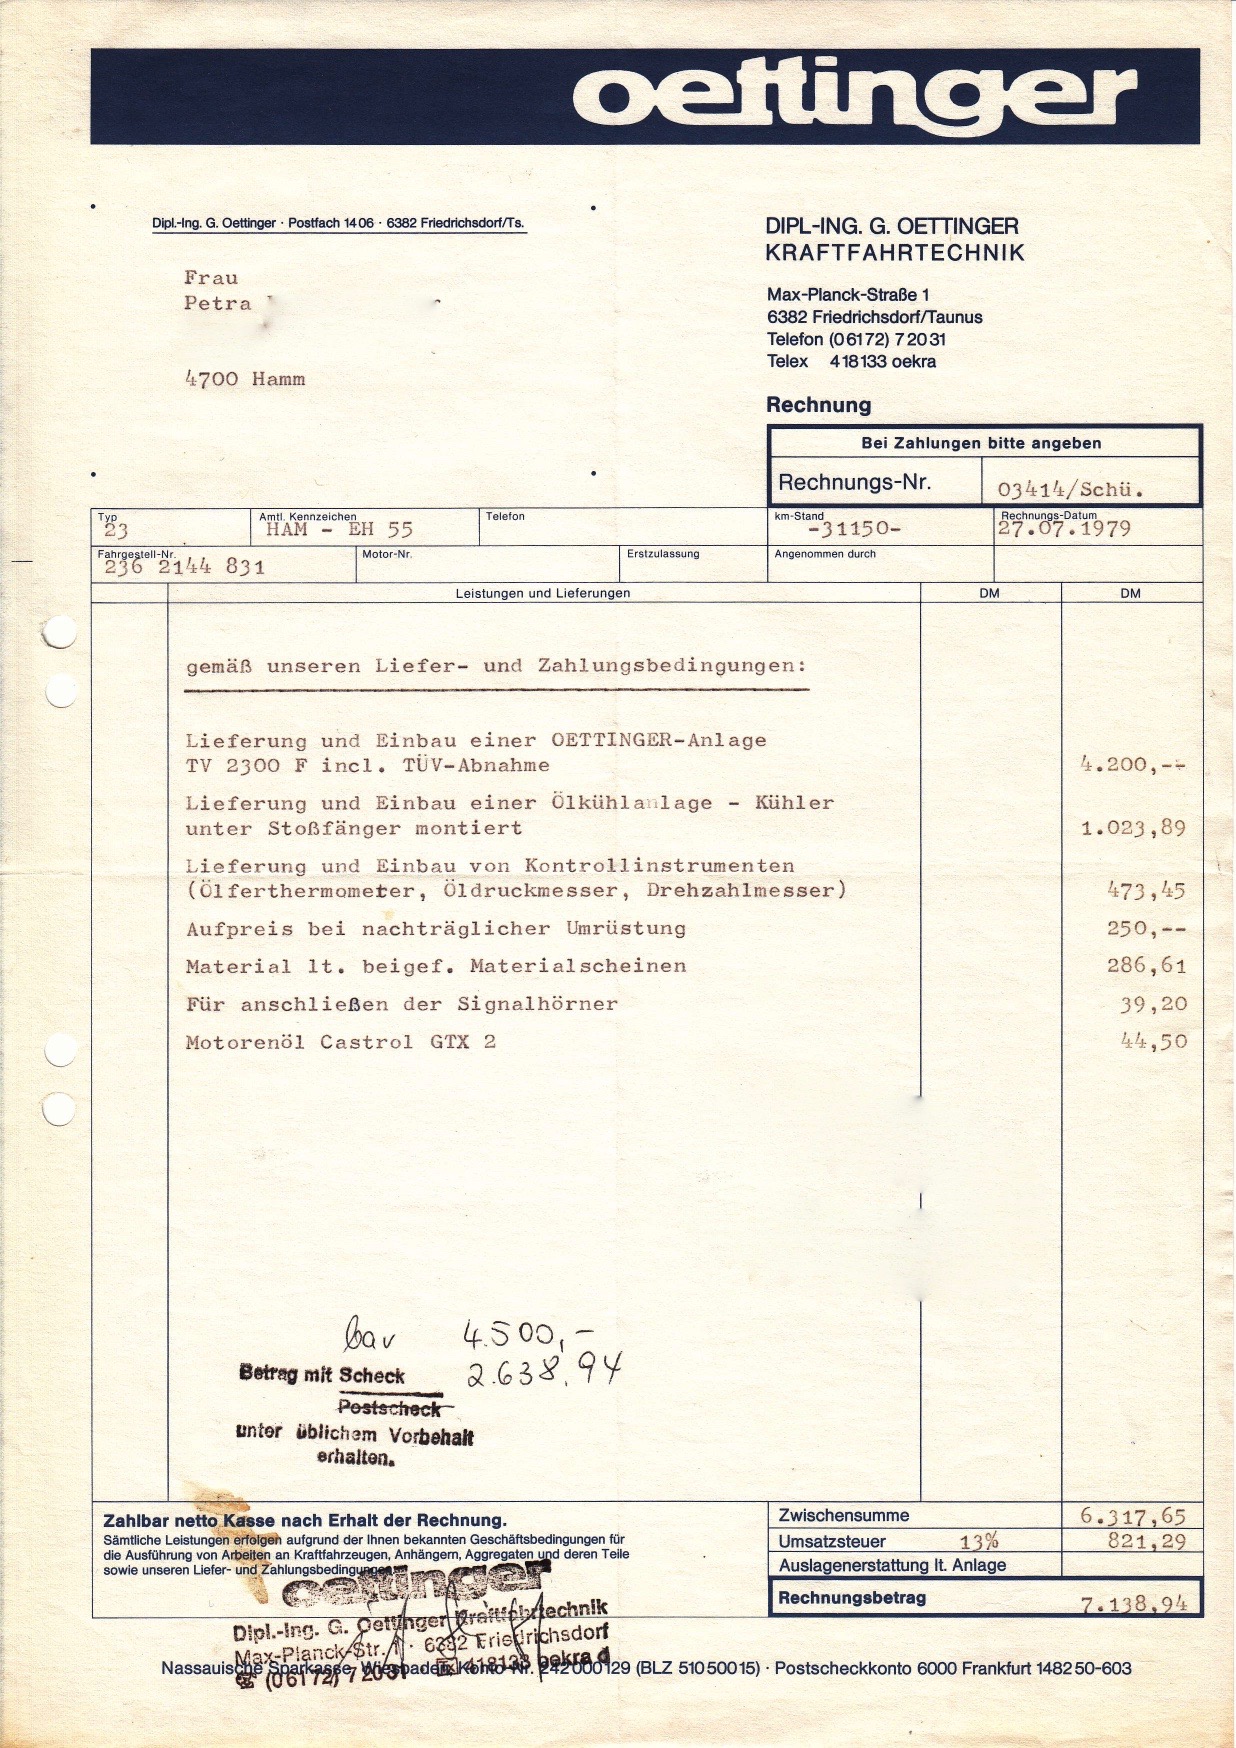 oettinger
Dipl.-Ing. G. Oettinger · Postfach 1406 · 6382 Friedrichsdorf/Ts.
DIPL-ING. G. OETTINGER
KRAFTFAHRTECHNIK
Frau
Petra
4700 Hamm
Max-Planck-Straße 1
6382 Friedrichsdorf/Taunus
Telefon (06172) 72031
Telex 418133 oekra
Rechnung
Bei Zahlungen bitte angeben
Rechnungs-Nr. 03414/Schü.
Typ Amtl. Kennzeichen Telefon km-Stand Rechnungs-Datum
23 HAM - EH 55 -31150- 27.07.1979
Fahrgestell-Nr. Motor-Nr. Erstzulassung Angenommen durch
236 2144 831
Leistungen und Lieferungen DM DM
gemäß unseren Liefer- und Zahlungsbedingungen:
Lieferung und Einbau einer OETTINGER-Anlage
TV 2300 F incl. TÜV-Abnahme 4.200,--
Lieferung und Einbau einer Ölkühlanlage - Kühler
unter Stoßfänger montiert 1.023,89
Lieferung und Einbau von Kontrollinstrumenten
(Ölferthermometer, Öldruckmesser, Drehzahlmesser) 473,45
Aufpreis bei nachträglicher Umrüstung 250,--
Material lt. beigef. Materialscheinen 286,61
Für anschließen der Signalhörner 39,20
Motorenöl Castrol GTX 2 44,50
bar 4.500,-
Betrag mit Scheck 2.638,94
Postscheck
unter üblichem Vorbehalt
erhalten.
Zahlbar netto Kasse nach Erhalt der Rechnung.
Sämtliche Leistungen erfolgen aufgrund der Ihnen bekannten Geschäftsbedingungen für
die Ausführung von Arbeiten an Kraftfahrzeugen, Anhängern, Aggregaten und deren Teile
sowie unseren Liefer- und Zahlungsbedingungen.
Zwischensumme 6.317,65
Umsatzsteuer 13% 821,29
Auslagenerstattung lt. Anlage
Rechnungsbetrag 7.138,94
oettinger
Dipl.-Ing. G. Oettinger Kraftfahrtechnik
Max-Planck-Str. 1 · 6382 Friedrichsdorf
☎ (06172) 72031 Tx 418133 oekra d
Nassauische Sparkasse, Wiesbaden Konto-Nr. 242000129 (BLZ 51050015) · Postscheckkonto 6000 Frankfurt 148250-603